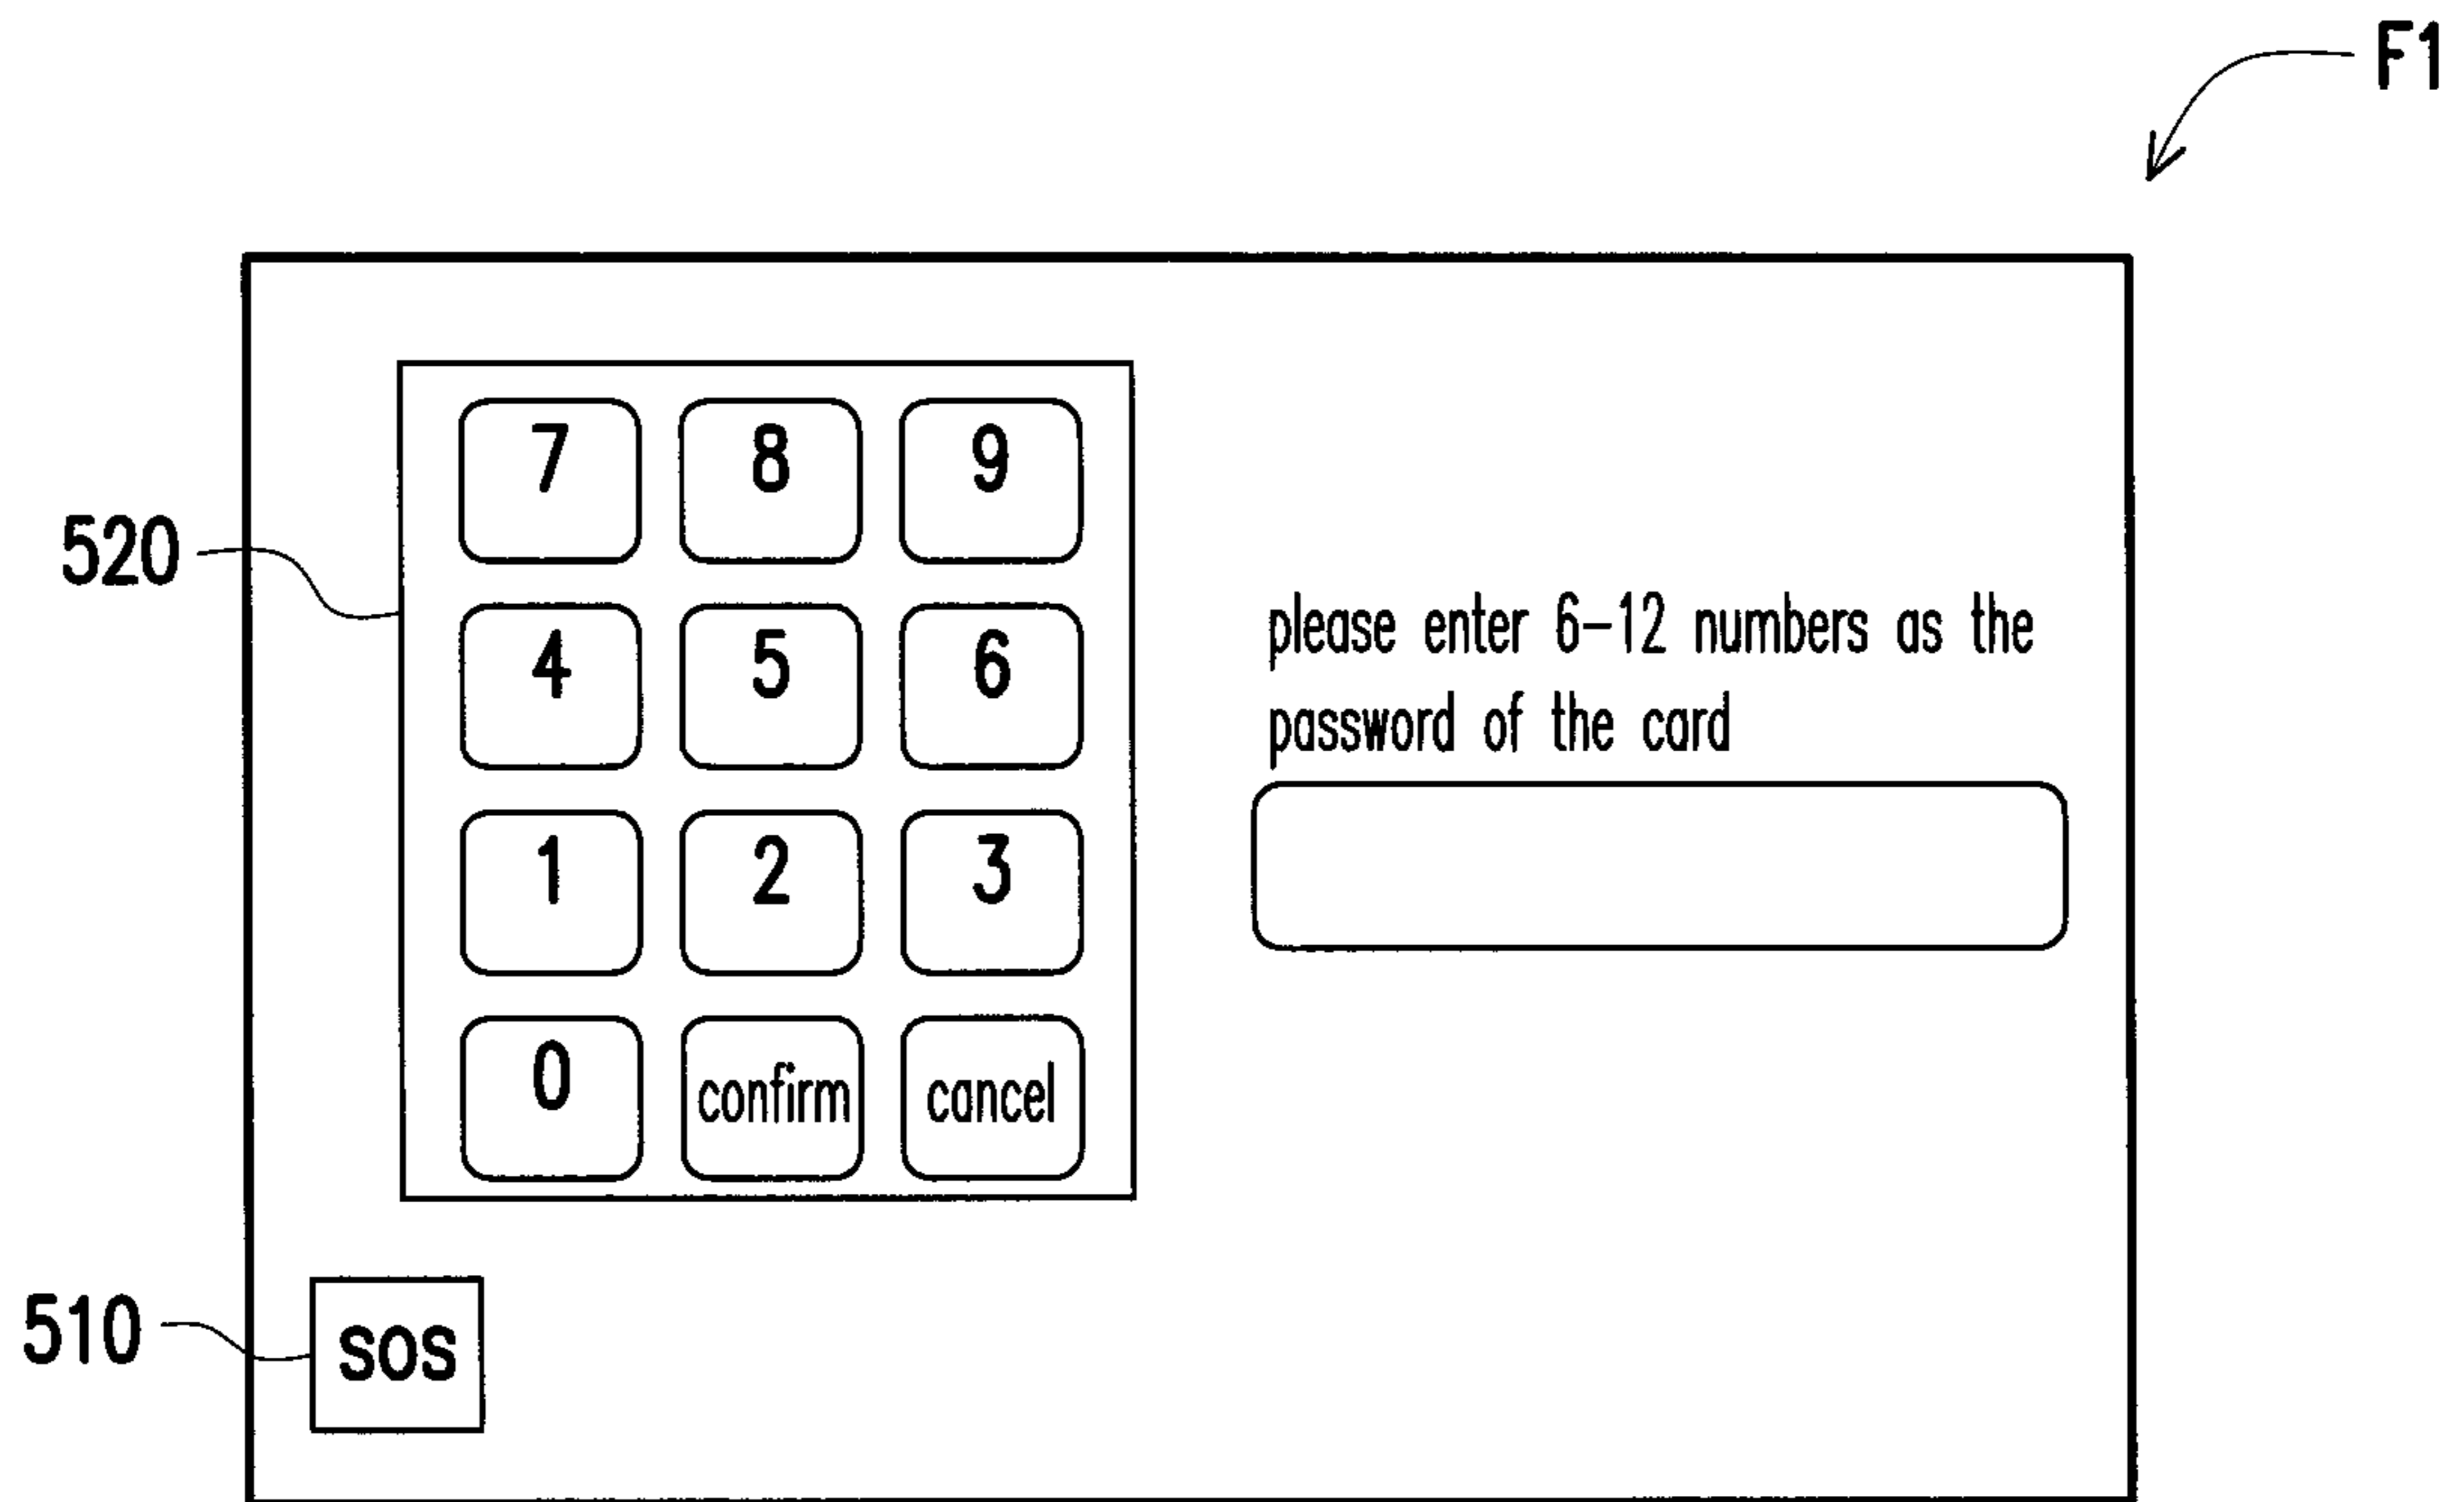 F1
7 8 9
520
4 5 6
please enter 6-12 numbers as the
password of the card
1 2 3
0 confirm cancel
510
SOS